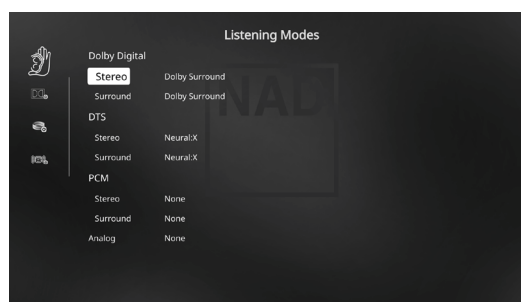 Listening Modes
Dolby Digital
Stereo Dolby Surround
Surround Dolby Surround
DTS
Stereo Neural:X
Surround Neural:X
PCM
Stereo None
Surround None
Analog None
NAD